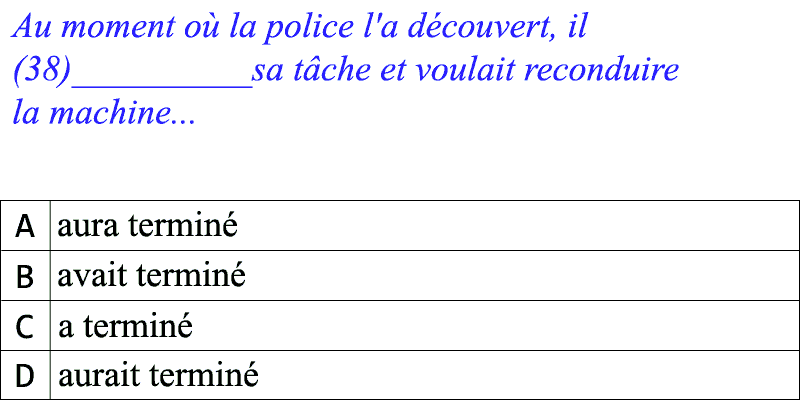 Au moment où la police l'a découvert, il
(38)__________sa tâche et voulait reconduire
la machine...
A aura terminé
B avait terminé
C a terminé
D aurait terminé